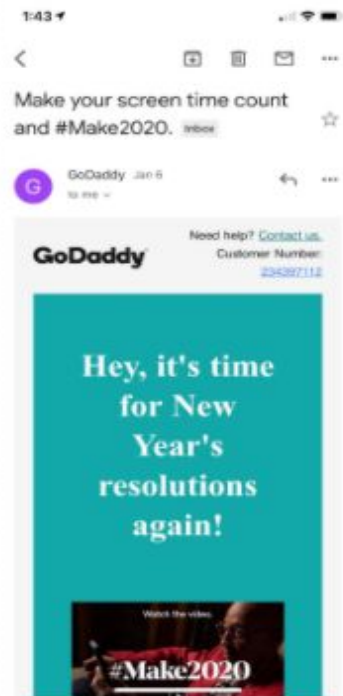 1:43
Make your screen time count
and #Make2020. Inbox
G
GoDaddy Jan 6
to me
Need help? Contact us.
GoDaddy
Customer Number:
234397112
Hey, it's time
for New
Year's
resolutions
again!
Watch the video.
#Make2020